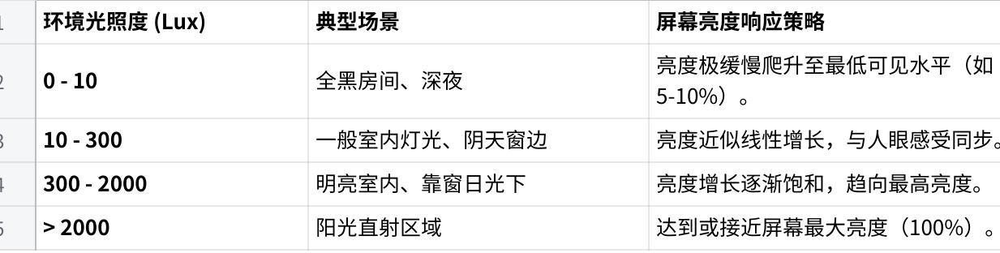 1 环境光照度 (Lux) 典型场景 屏幕亮度响应策略
2 0 - 10 全黑房间、深夜 亮度极缓慢爬升至最低可见水平（如
5-10%）。
3 10 - 300 一般室内灯光、阴天窗边 亮度近似线性增长，与人眼感受同步。
4 300 - 2000 明亮室内、靠窗日光下 亮度增长逐渐饱和，趋向最高亮度。
5 > 2000 阳光直射区域 达到或接近屏幕最大亮度（100%）。